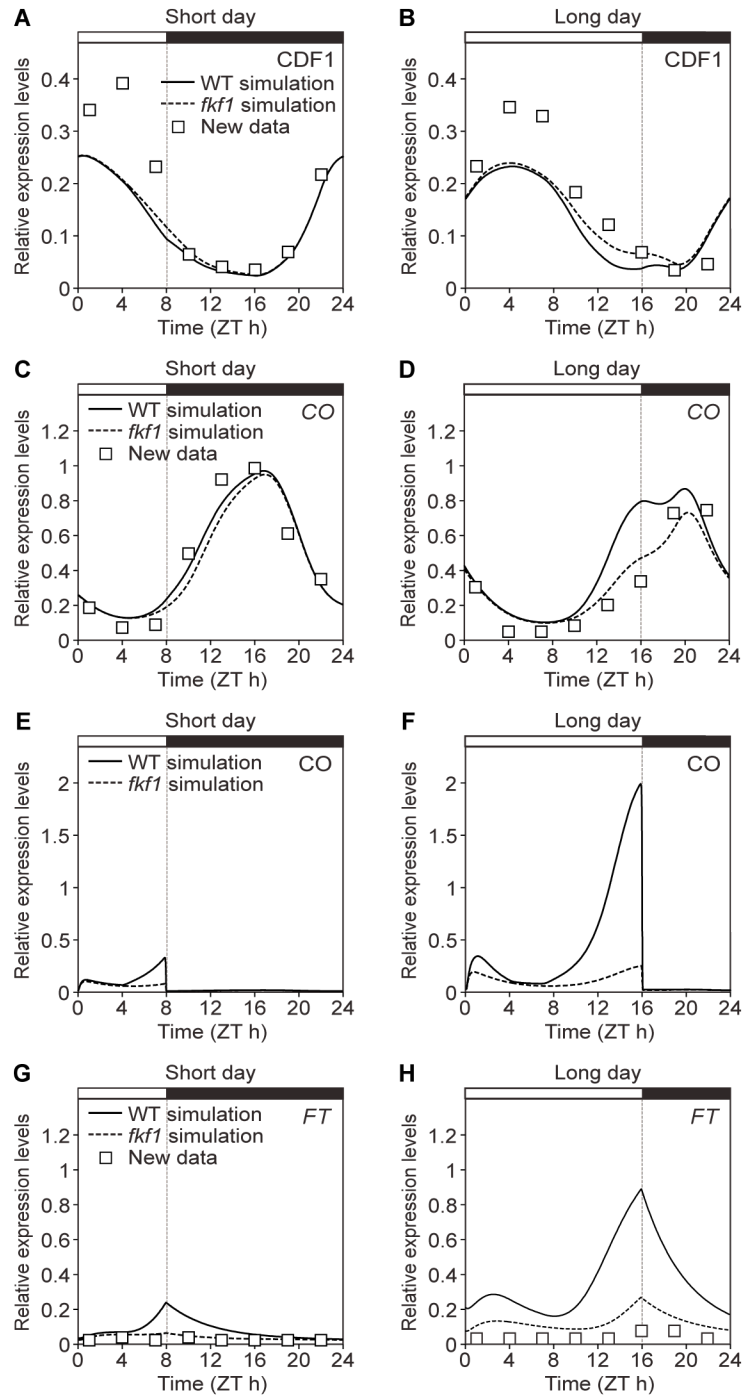 A
Short day
CDF1
WT simulation
fkf1 simulation
New data
Relative expression levels
0.4
0.3
0.2
0.1
0
0 4 8 12 16 20 24
Time (ZT h)
B
Long day
CDF1
Relative expression levels
0.4
0.3
0.2
0.1
0
0 4 8 12 16 20 24
Time (ZT h)
C
Short day
WT simulation
CO
fkf1 simulation
New data
Relative expression levels
1.2
1
0.8
0.6
0.4
0.2
0
0 4 8 12 16 20 24
Time (ZT h)
D
Long day
CO
Relative expression levels
1.2
1
0.8
0.6
0.4
0.2
0
0 4 8 12 16 20 24
Time (ZT h)
E
Short day
WT simulation
CO
fkf1 simulation
Relative expression levels
2
1.5
1
0.5
0
0 4 8 12 16 20 24
Time (ZT h)
F
Long day
CO
Relative expression levels
2
1.5
1
0.5
0
0 4 8 12 16 20 24
Time (ZT h)
G
Short day
WT simulation
FT
fkf1 simulation
New data
Relative expression levels
1.2
1
0.8
0.6
0.4
0.2
0
0 4 8 12 16 20 24
Time (ZT h)
H
Long day
FT
Relative expression levels
1.2
1
0.8
0.6
0.4
0.2
0
0 4 8 12 16 20 24
Time (ZT h)